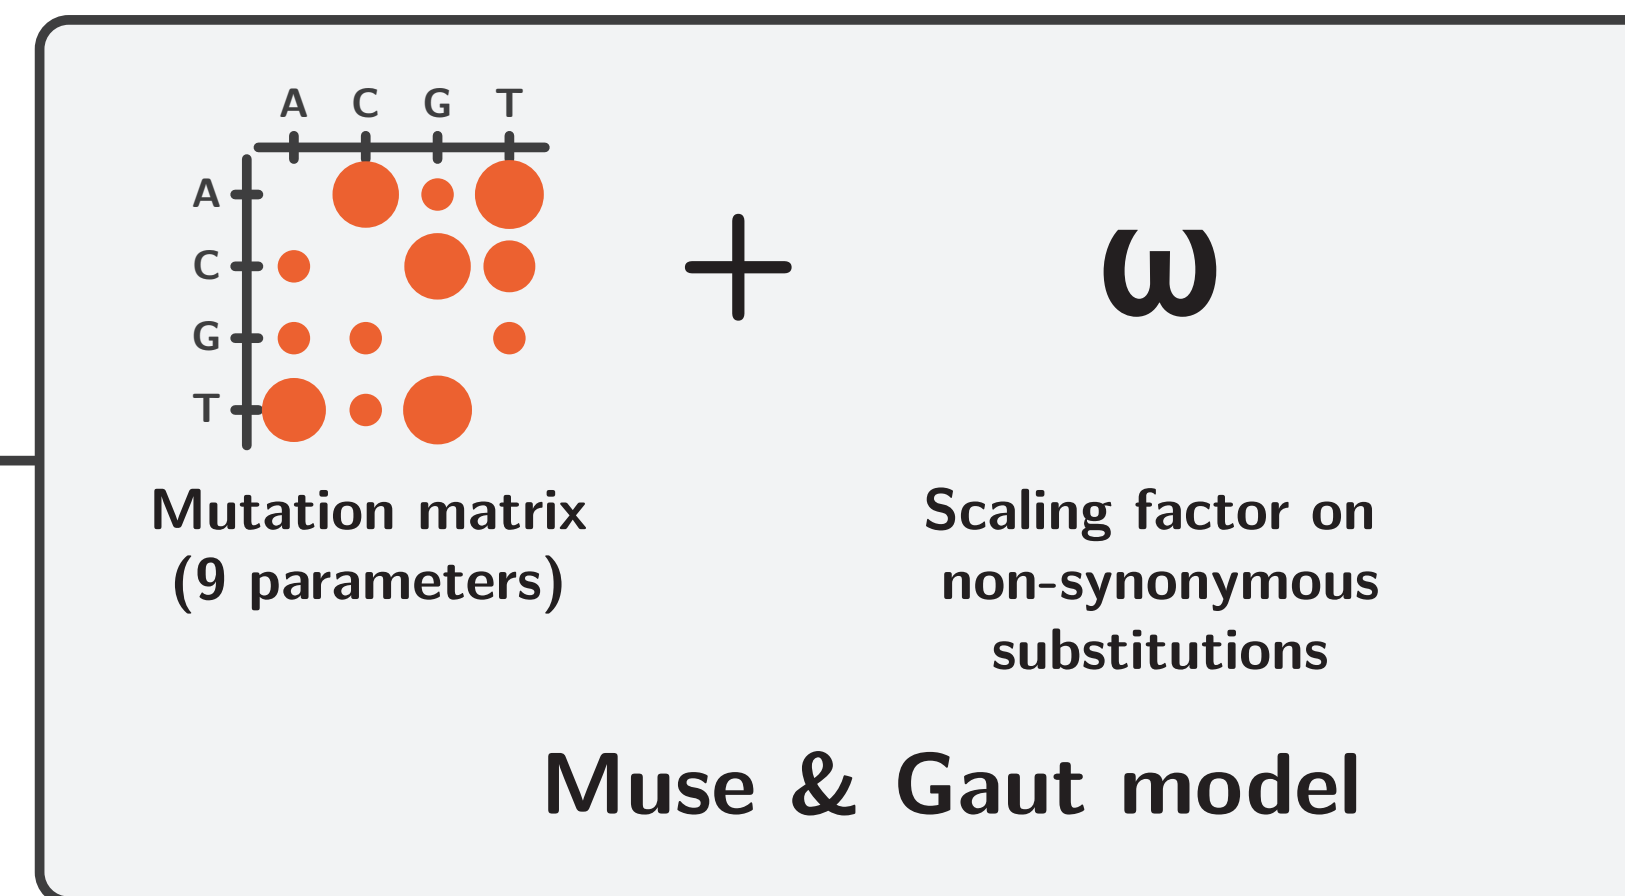 A C G T
A
C
G
T
+
ω
Mutation matrix
(9 parameters)
Scaling factor on
non-synonymous
substitutions
Muse & Gaut model